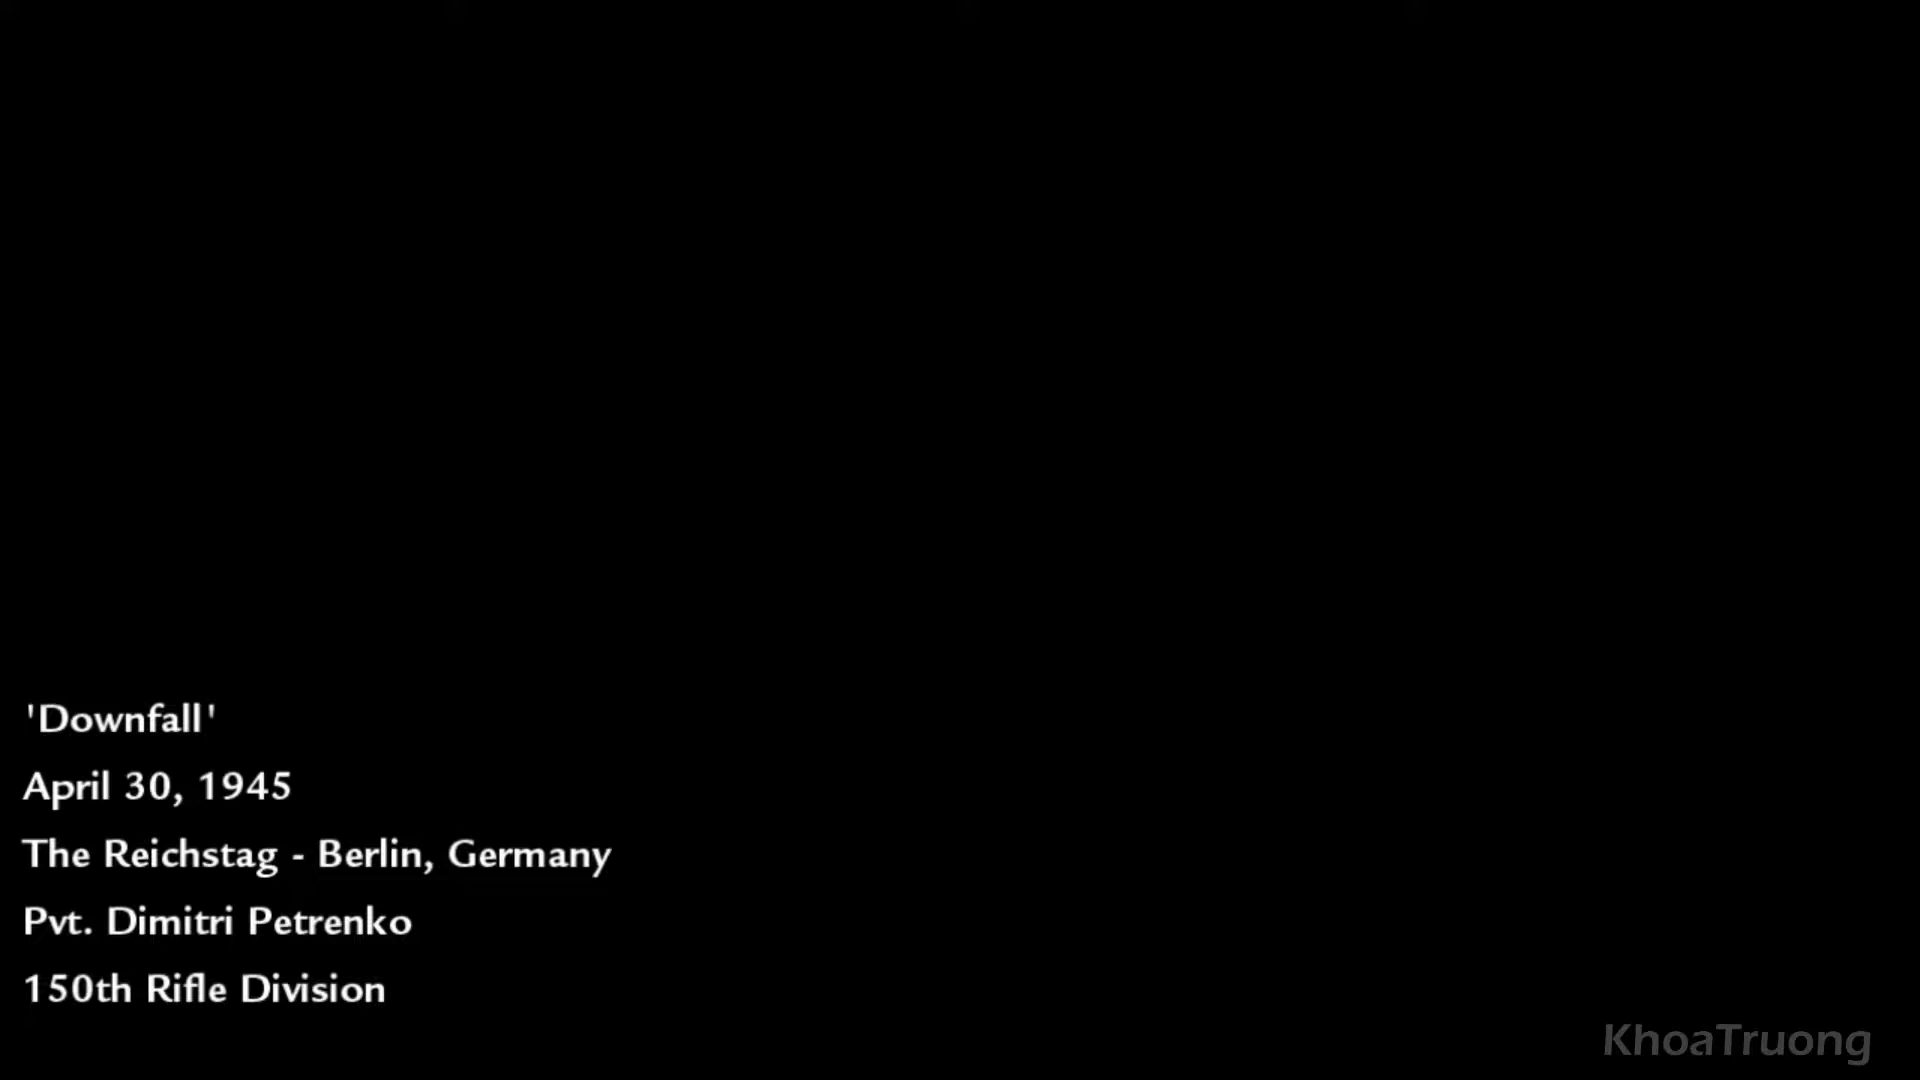 'Downfall'
April 30, 1945
The Reichstag - Berlin, Germany
Pvt. Dimitri Petrenko
150th Rifle Division
KhoaTruong